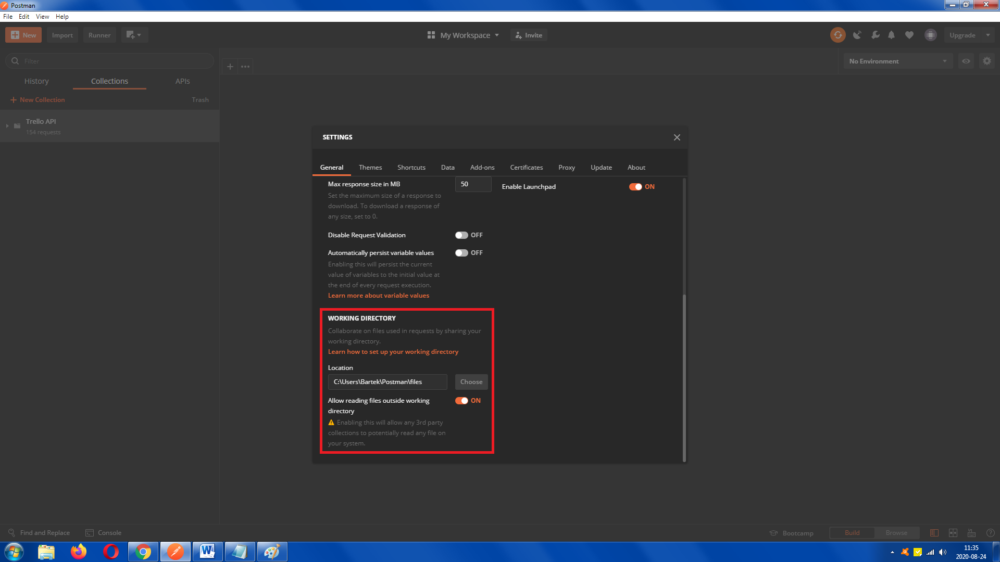 Postman
File Edit View Help
New Import Runner My Workspace Invite Upgrade
Filter
No Environment
History Collections APIs
New Collection Trash
Trello API
154 requests
SETTINGS
General Themes Shortcuts Data Add-ons Certificates Proxy Update About
Max response size in MB 50
Set the maximum size of a response to
download. To download a response of
any size, set to 0.
Enable Launchpad ON
Disable Request Validation OFF
Automatically persist variable values OFF
Enabling this will persist the current
value of variables to the initial value at
the end of every request execution.
Learn more about variable values
WORKING DIRECTORY
Collaborate on files used in requests by sharing your
working directory.
Learn how to set up your working directory
Location
C:\Users\Bartek\Postman\files Choose
Allow reading files outside working
directory
ON
Enabling this will allow any 3rd party
collections to potentially read any file on
your system.
Find and Replace Console Bootcamp Build Browse
W
11:35
2020-08-24